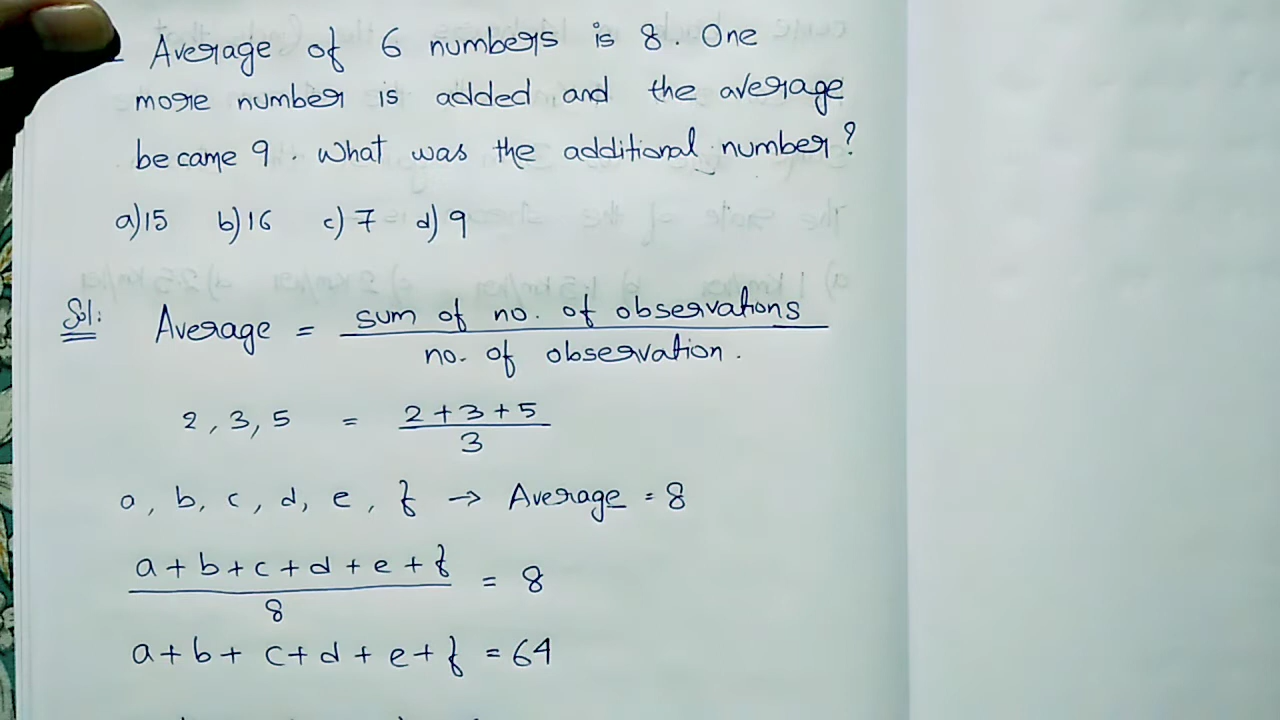 Average of 6 numbers is 8. One
more number is added and the average
became 9. What was the additional number?
a) 15 b) 16 c) 7 d) 9
Sol:
Average = sum of no. of observations
no. of observation.
2, 3, 5 = 2+3+5
3
a, b, c, d, e, f → Average = 8
a+b+c+d+e+f = 8
8
a+b+c+d+e+f = 64